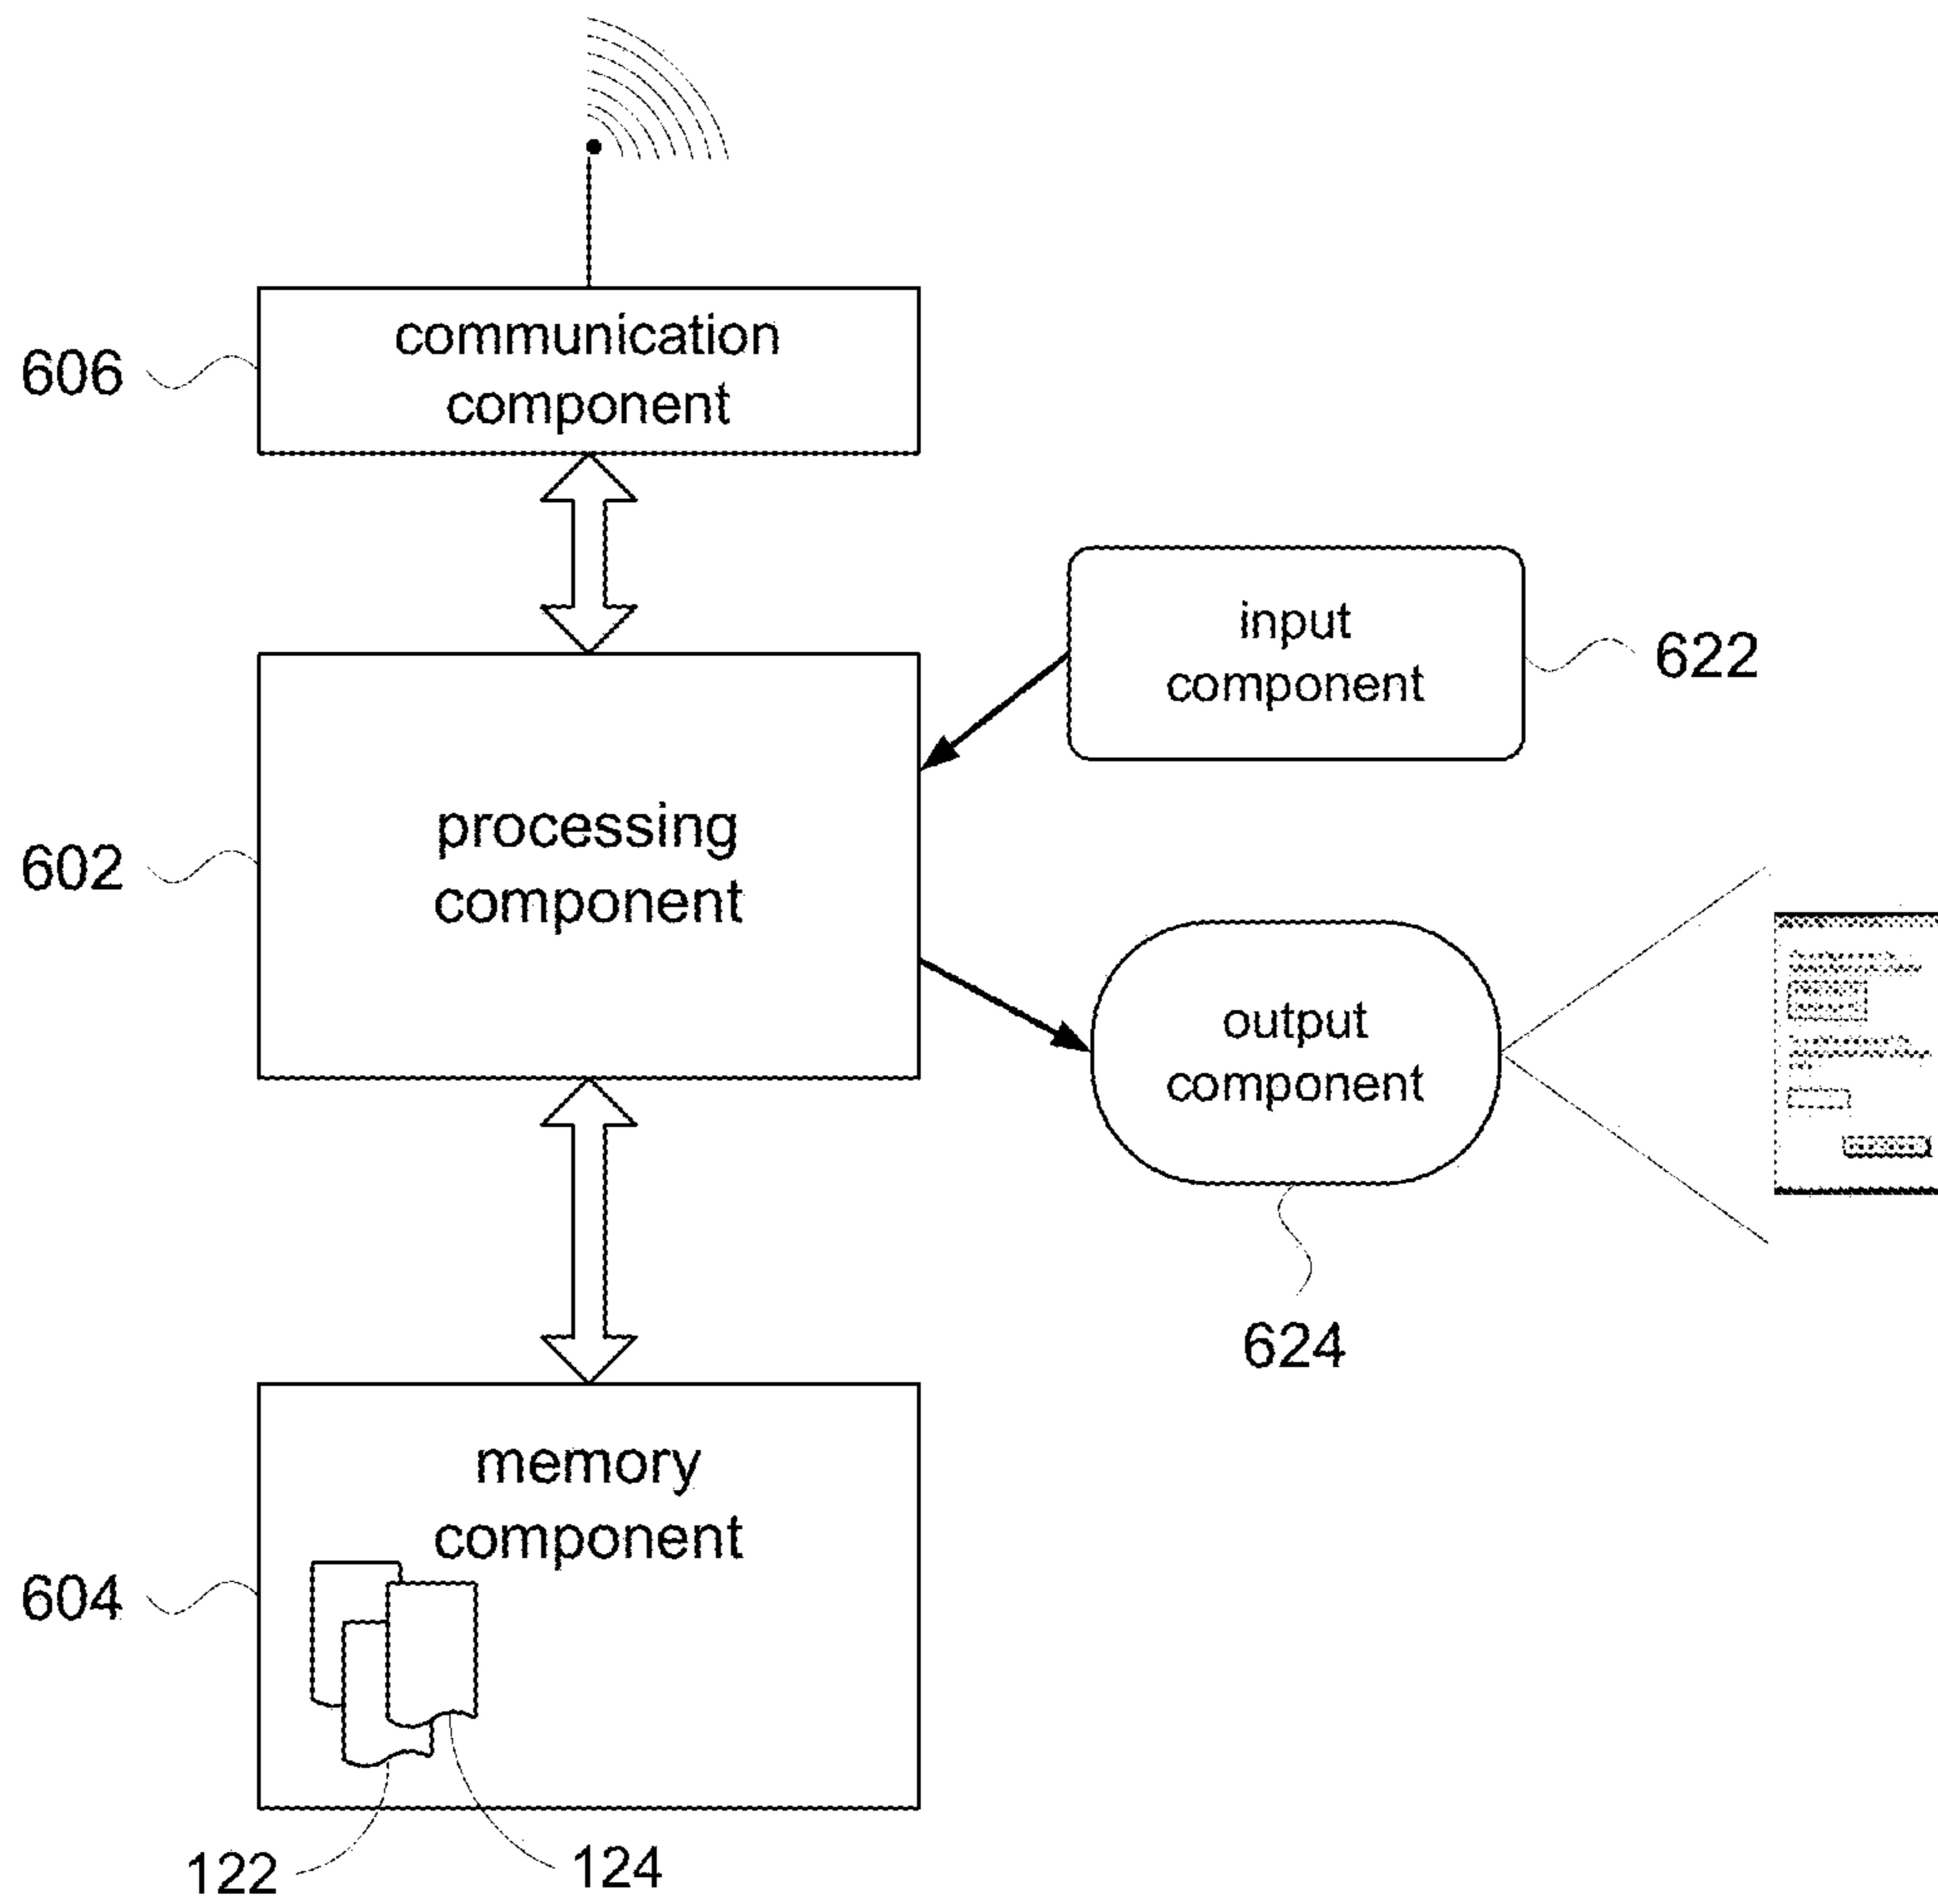 communication
component
606
input
component
622
processing
component
602
output
component
624
memory
component
604
122
124